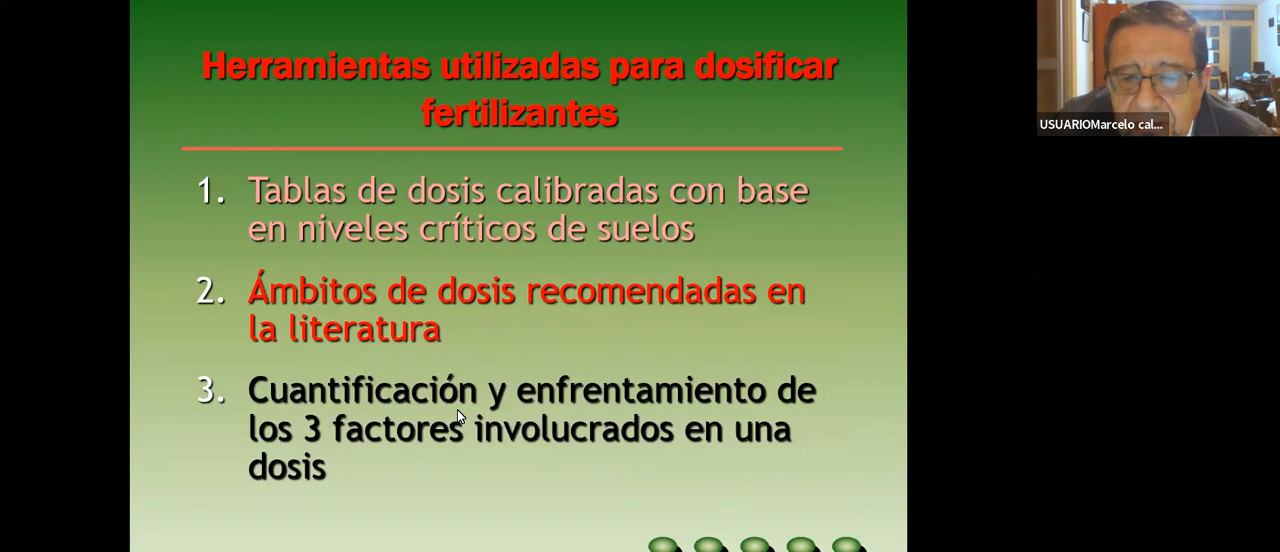 Herramientas utilizadas para dosificar
fertilizantes
1. Tablas de dosis calibradas con base
en niveles críticos de suelos
2. Ámbitos de dosis recomendadas en
la literatura
3. Cuantificación y enfrentamiento de
los 3 factores involucrados en una
dosis
USUARIOMarcelo cal...